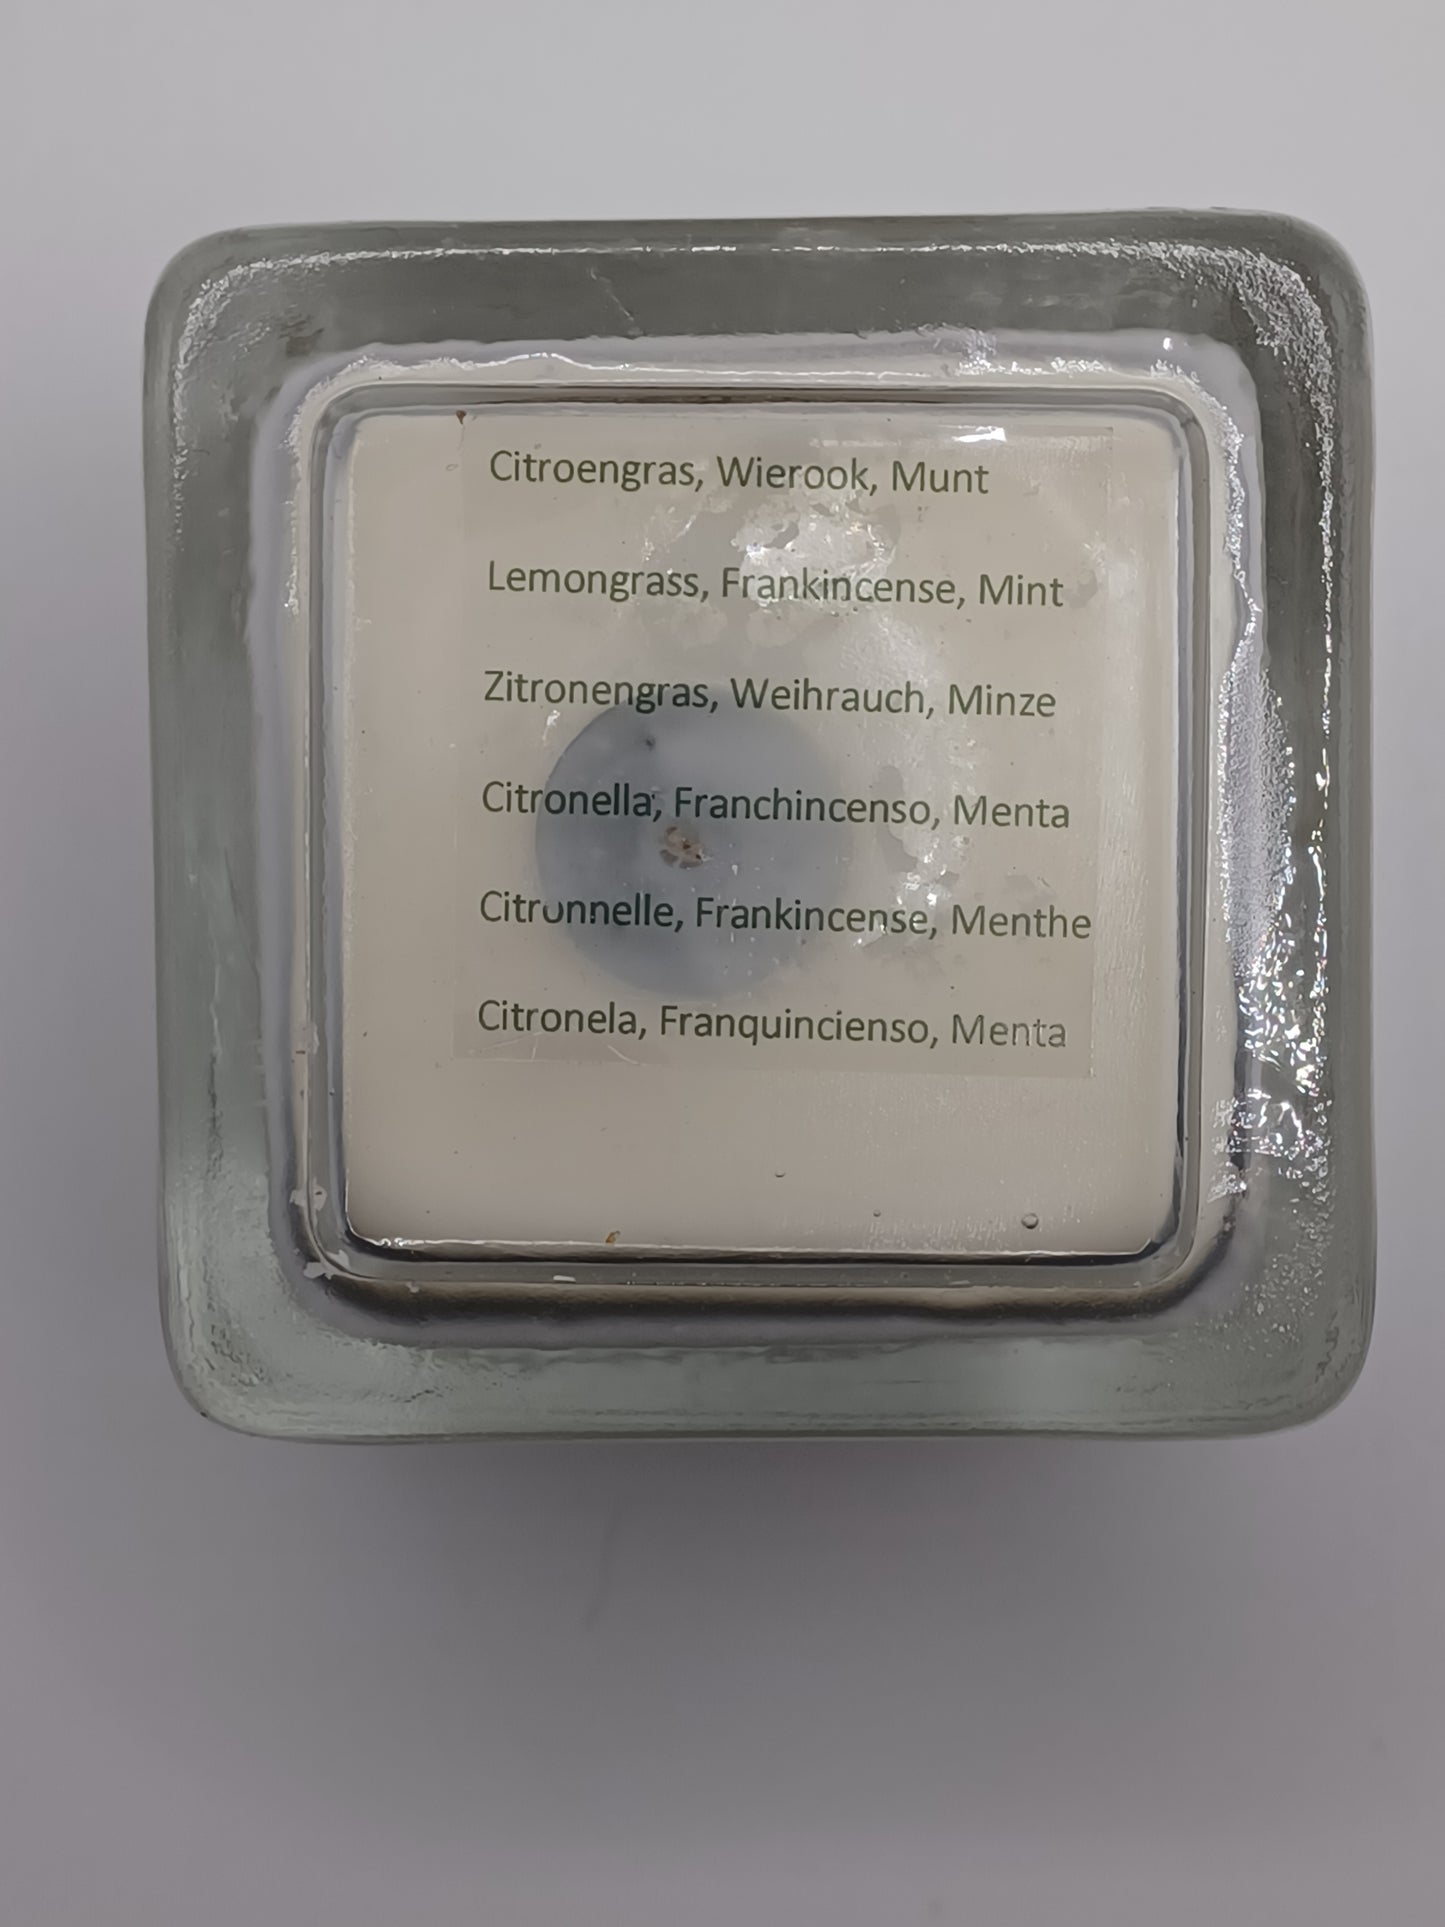 Citroengras, Wierook, Munt
Lemongrass, Frankincense, Mint
Zitronengras, Weihrauch, Minze
Citronella, Franchincenso, Menta
Citronnelle, Frankincense, Menthe
Citronela, Franquincienso, Menta